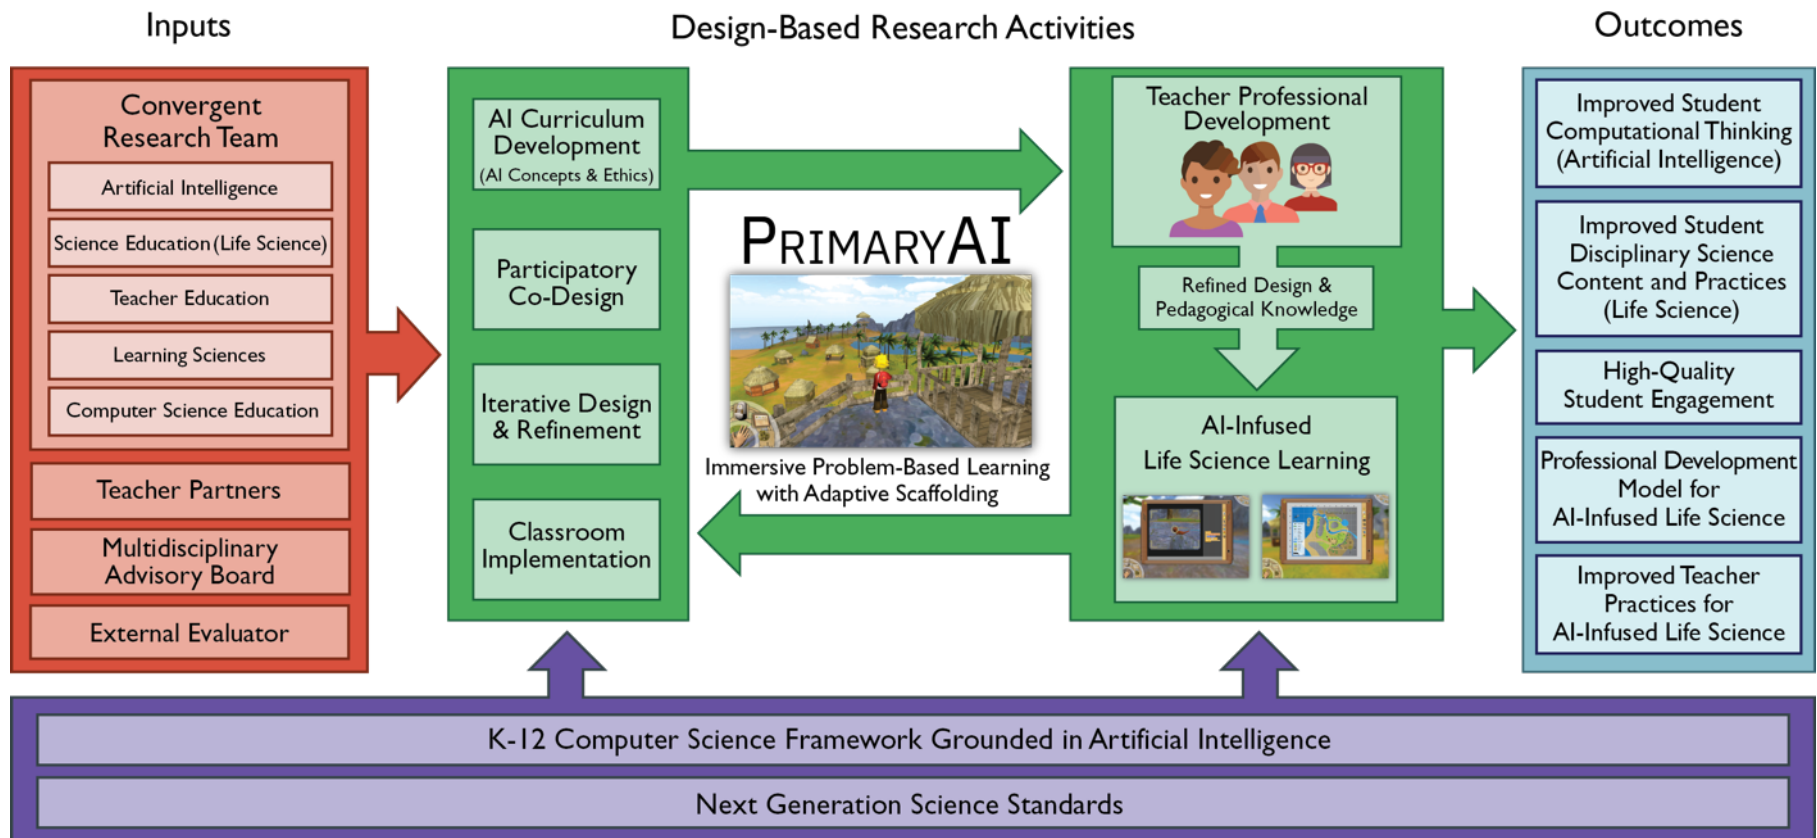 Inputs
Design-Based Research Activities
Outcomes
Convergent
Research Team
Artificial Intelligence
Science Education (Life Science)
Teacher Education
Learning Sciences
Computer Science Education
Teacher Partners
Multidisciplinary
Advisory Board
External Evaluator
AI Curriculum
Development
(AI Concepts & Ethics)
Participatory
Co-Design
Iterative Design
& Refinement
Classroom
Implementation
PRIMARYAI
Immersive Problem-Based Learning
with Adaptive Scaffolding
Teacher Professional
Development
Refined Design &
Pedagogical Knowledge
AI-Infused
Life Science Learning
Improved Student
Computational Thinking
(Artificial Intelligence)
Improved Student
Disciplinary Science
Content and Practices
(Life Science)
High-Quality
Student Engagement
Professional Development
Model for
AI-Infused Life Science
Improved Teacher
Practices for
AI-Infused Life Science
K-12 Computer Science Framework Grounded in Artificial Intelligence
Next Generation Science Standards